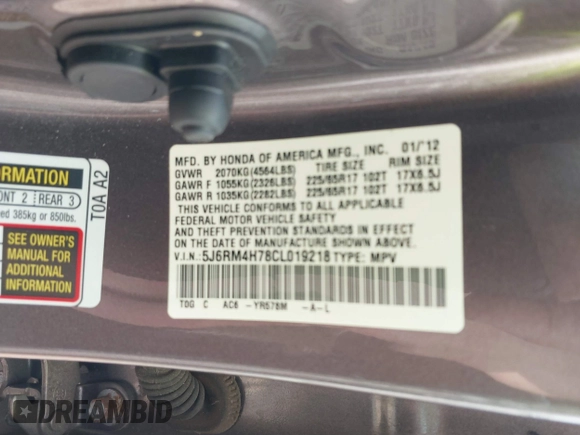 MFD. BY HONDA OF AMERICA MFG., INC. 01/'12
GVWR 2070KG(4564LBS) TIRE SIZE RIM SIZE
GAWR F 1055KG(2326LBS) 225/65R17 102T 17X6.5J
GAWR R 1035KG(2282LBS) 225/65R17 102T 17X6.5J
THIS VEHICLE CONFORMS TO ALL APPLICABLE
FEDERAL MOTOR VEHICLE SAFETY
AND THEFT PREVENTION STANDARDS IN EFFECT
ON THE DATE OF MANUFACTURE SHOWN ABOVE.
V.I.N.: 5J6RM4H78CL019218 TYPE: MPV
TOG C AC6 -YR578M -A-L
T0A A2
ORMATION
ONT 2 REAR 3
ed 385kg or 850lbs.
SEE OWNER'S
MANUAL FOR
ADDITIONAL
INFORMATION
DREAMBID